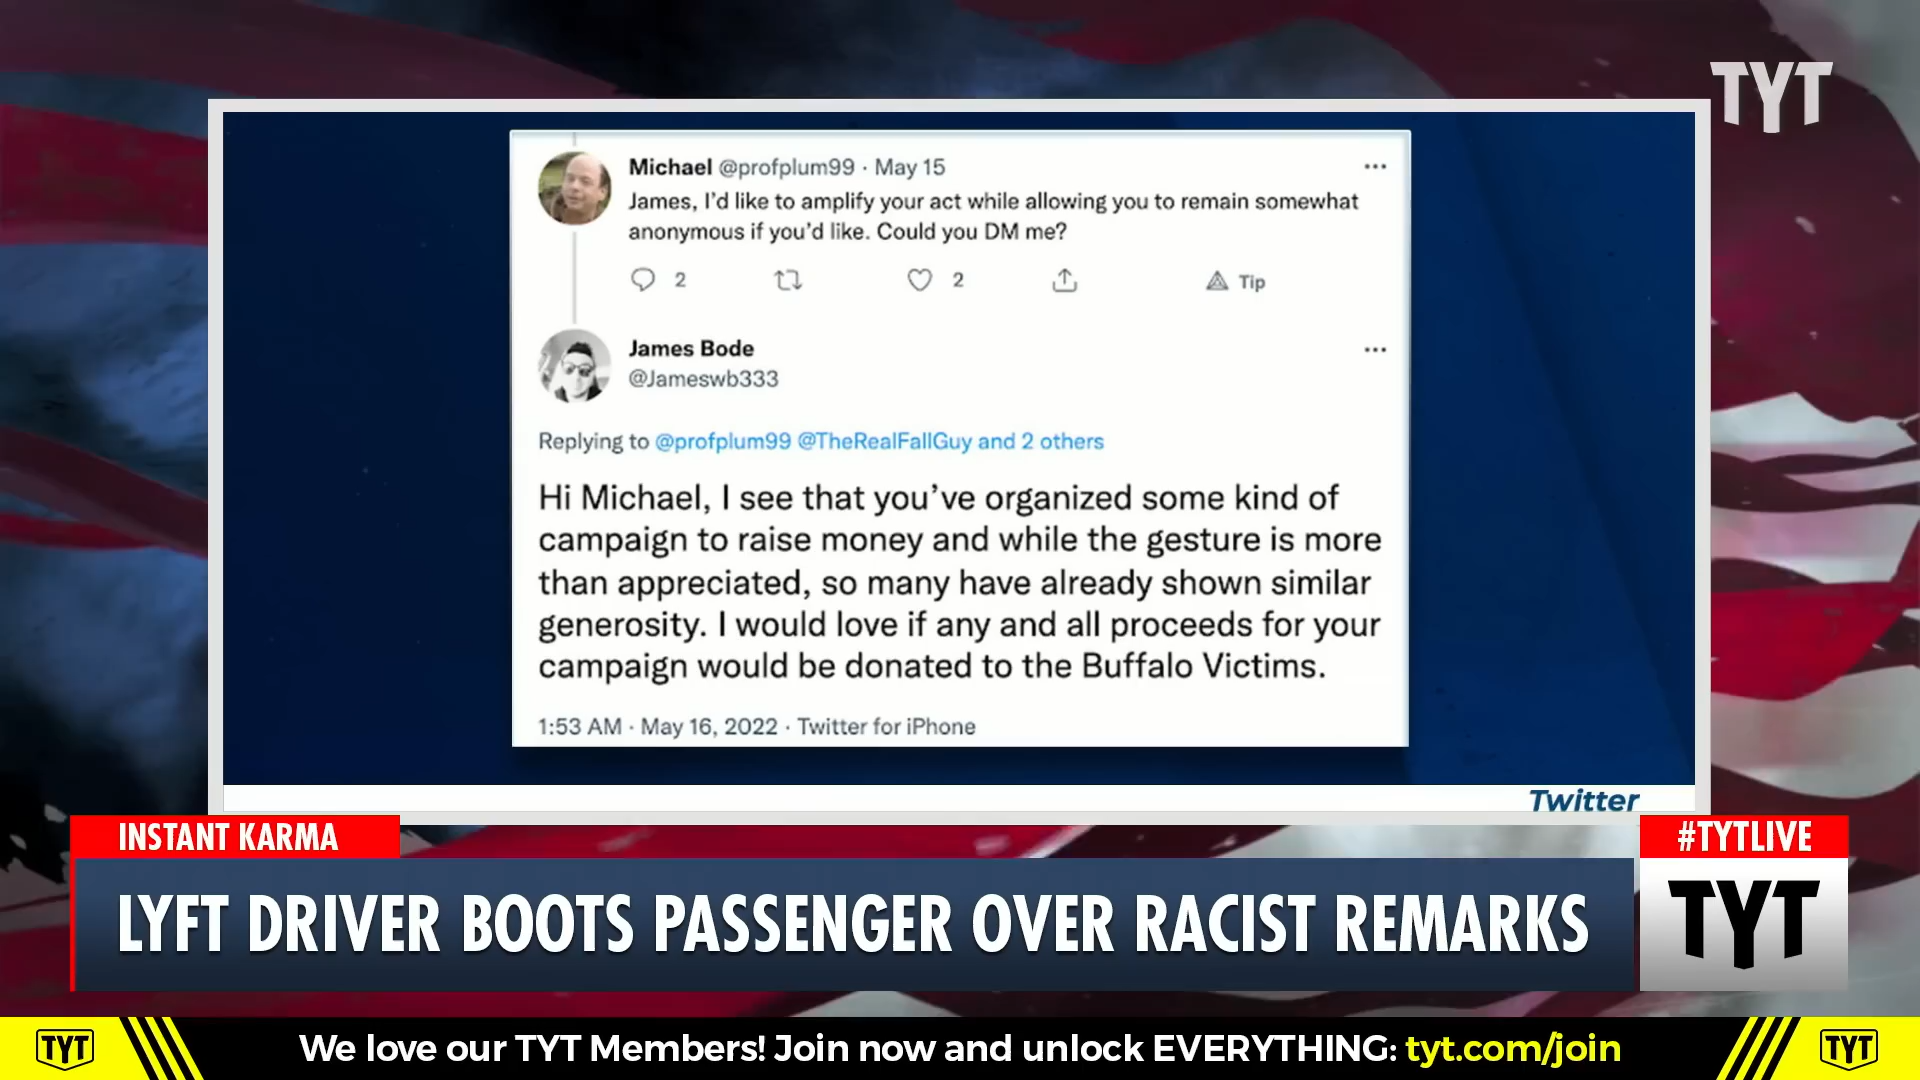 TYT
Michael @profplum99 · May 15
James, I'd like to amplify your act while allowing you to remain somewhat
anonymous if you'd like. Could you DM me?
2 2 Tip
James Bode
@Jameswb333
Replying to @profplum99 @TheRealFallGuy and 2 others
Hi Michael, I see that you've organized some kind of
campaign to raise money and while the gesture is more
than appreciated, so many have already shown similar
generosity. I would love if any and all proceeds for your
campaign would be donated to the Buffalo Victims.
1:53 AM · May 16, 2022 · Twitter for iPhone
Twitter
INSTANT KARMA
#TYTLIVE
LYFT DRIVER BOOTS PASSENGER OVER RACIST REMARKS
TYT
TYT
We love our TYT Members! Join now and unlock EVERYTHING: tyt.com/join
TYT